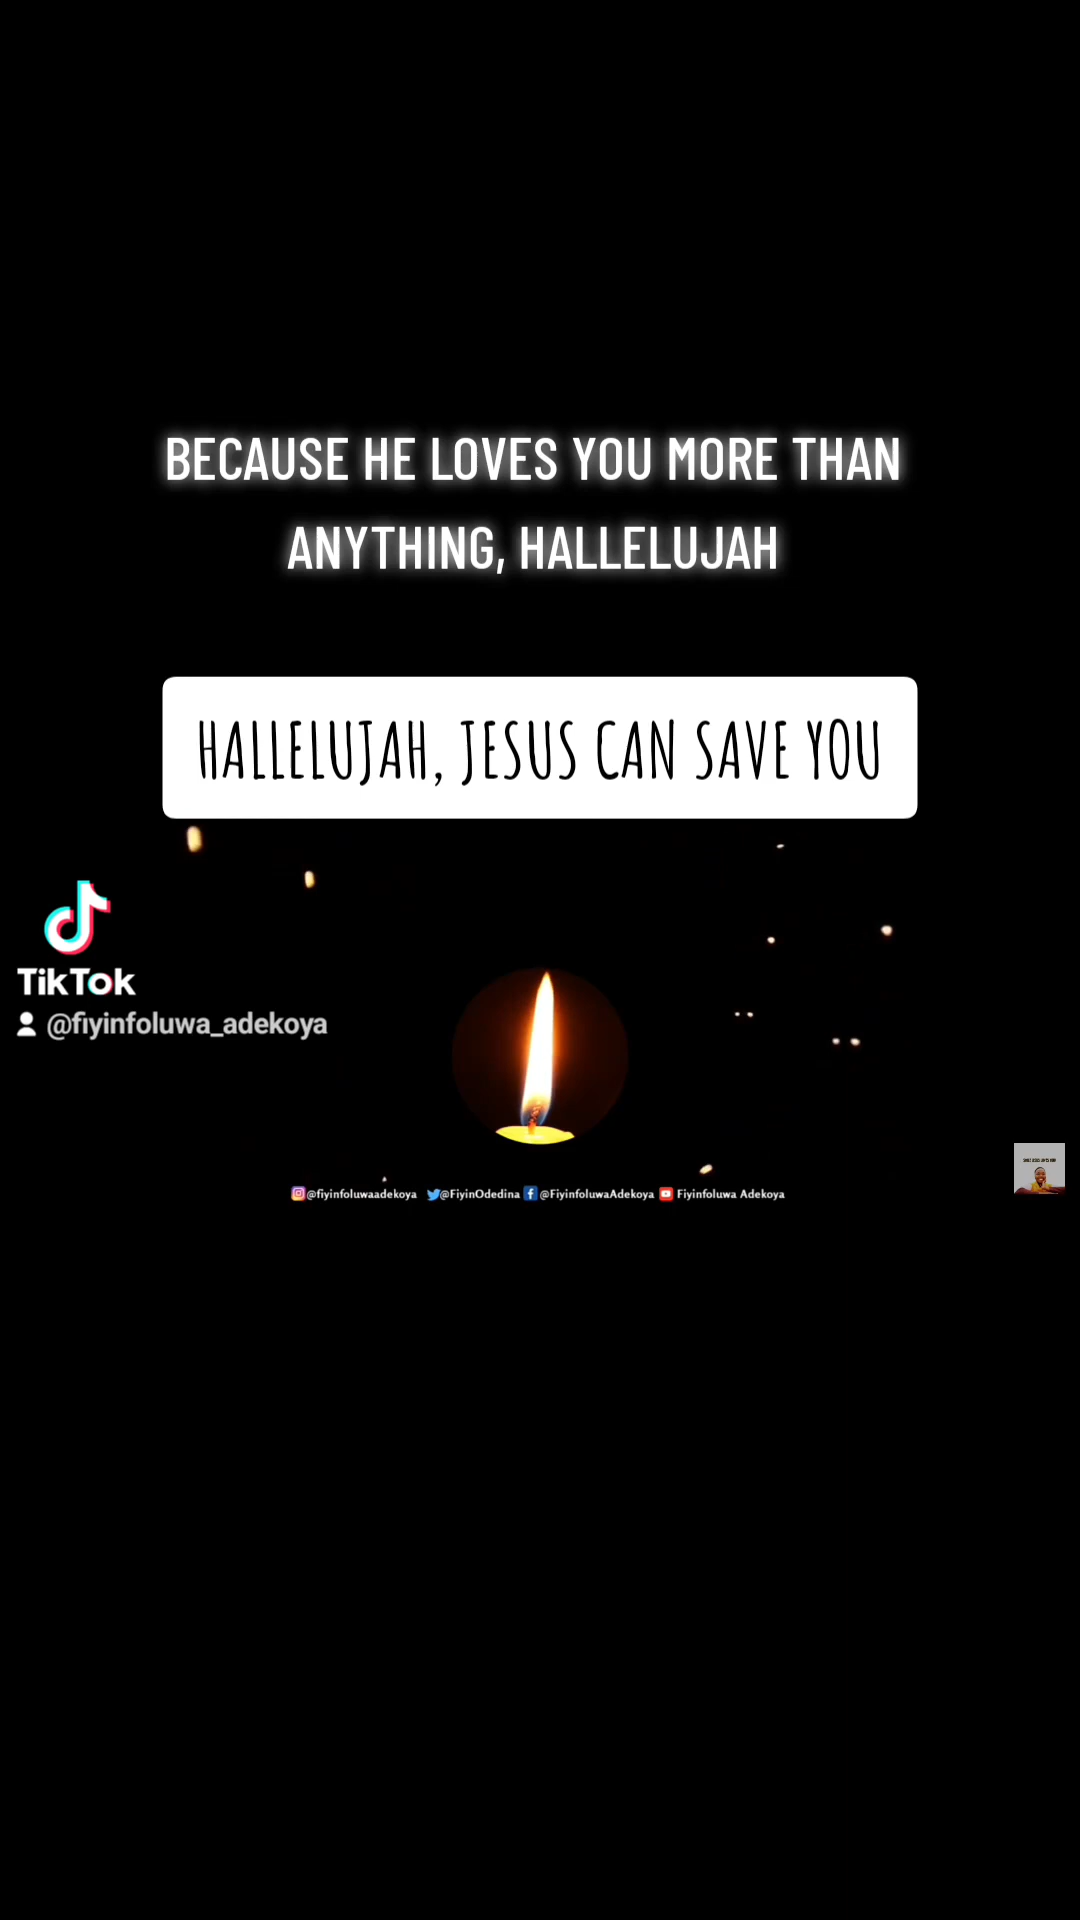 BECAUSE HE LOVES YOU MORE THAN
ANYTHING, HALLELUJAH
HALLELUJAH, JESUS CAN SAVE YOU
TikTok
@fiyinfoluwa_adekoya
@fiyinfoluwaadekoya @FiyinOdedina @FiyinfoluwaAdekoya Fiyinfoluwa Adekoya